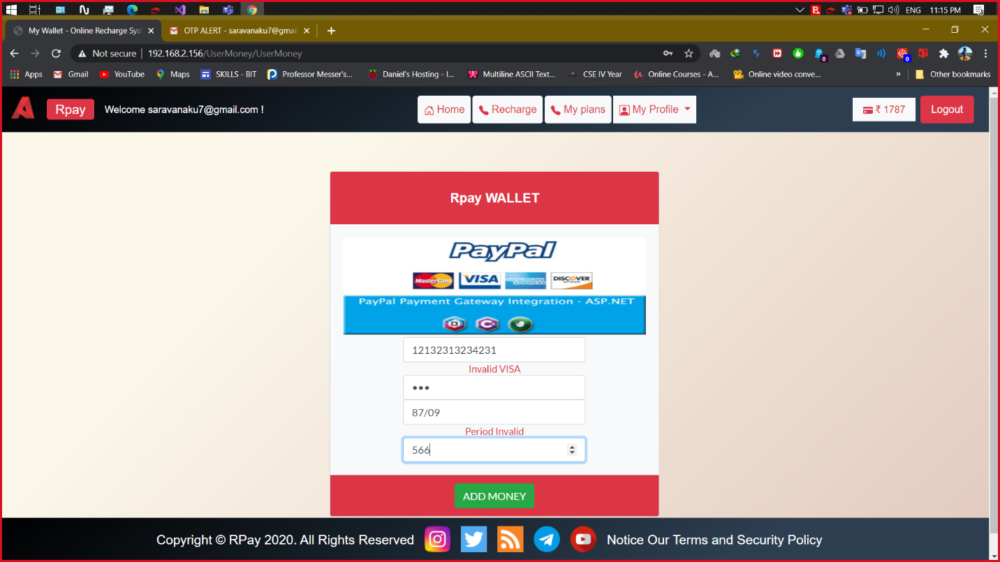 ENG 11:15 PM
My Wallet - Online Recharge Sys
OTP ALERT - saravanaku7@gmai
Not secure | 192.168.2.156/UserMoney/UserMoney
0
0
Apps Gmail YouTube Maps SKILLS - BIT Professor Messer's... Daniel's Hosting - I... Multiline ASCII Text... CSE IV Year Online Courses - A... Online video conve... » Other bookmarks
Rpay Welcome saravanaku7@gmail.com ! Home Recharge My plans My Profile ₹ 1787 Logout
Rpay WALLET
PayPal
MasterCard VISA AMERICAN EXPRESS DISCOVER
PayPal Payment Gateway Integration - ASP.NET
D C
12132313234231
Invalid VISA
•••
87/09
Period Invalid
566
ADD MONEY
Copyright © RPay 2020. All Rights Reserved Notice Our Terms and Security Policy